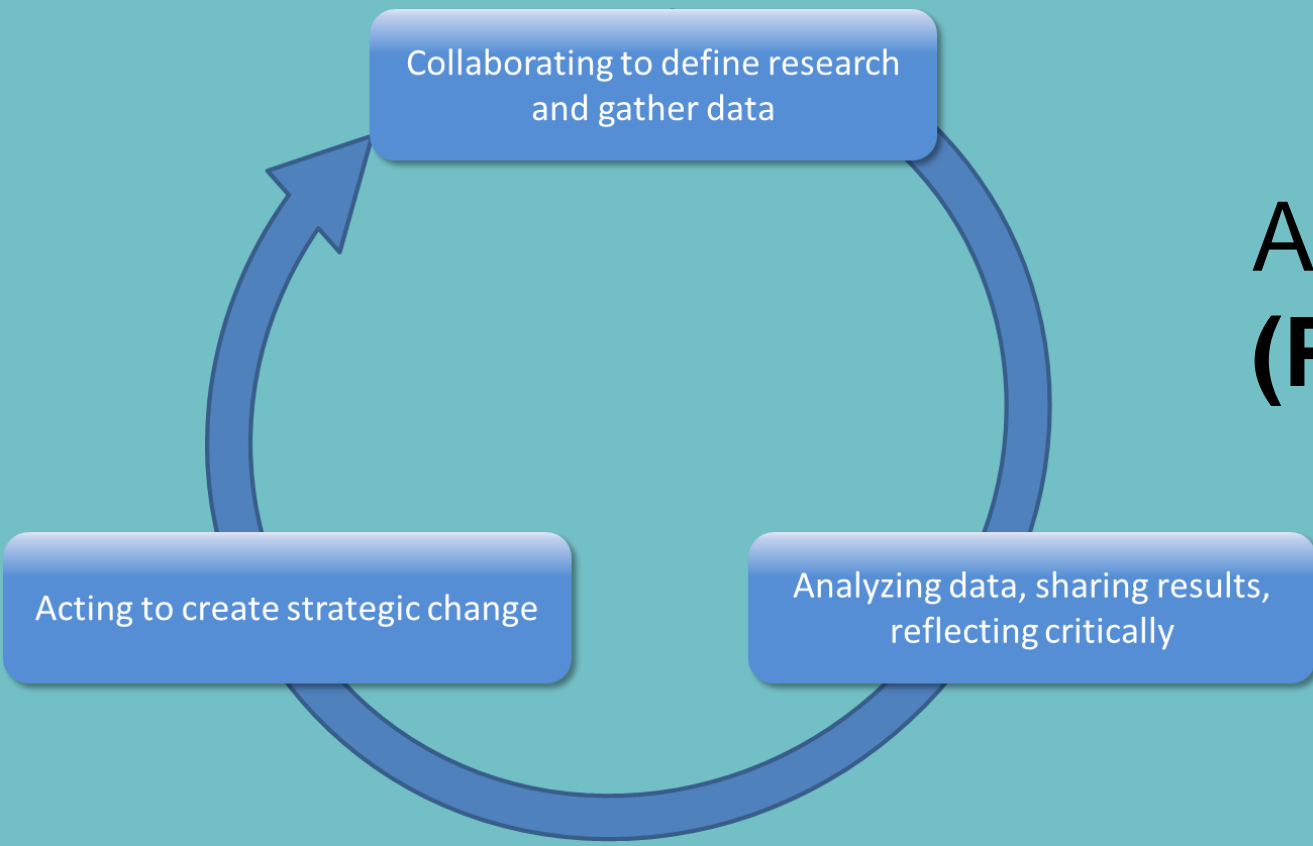 Collaborating to define research
and gather data
A
(
Acting to create strategic change
Analyzing data, sharing results,
reflecting critically